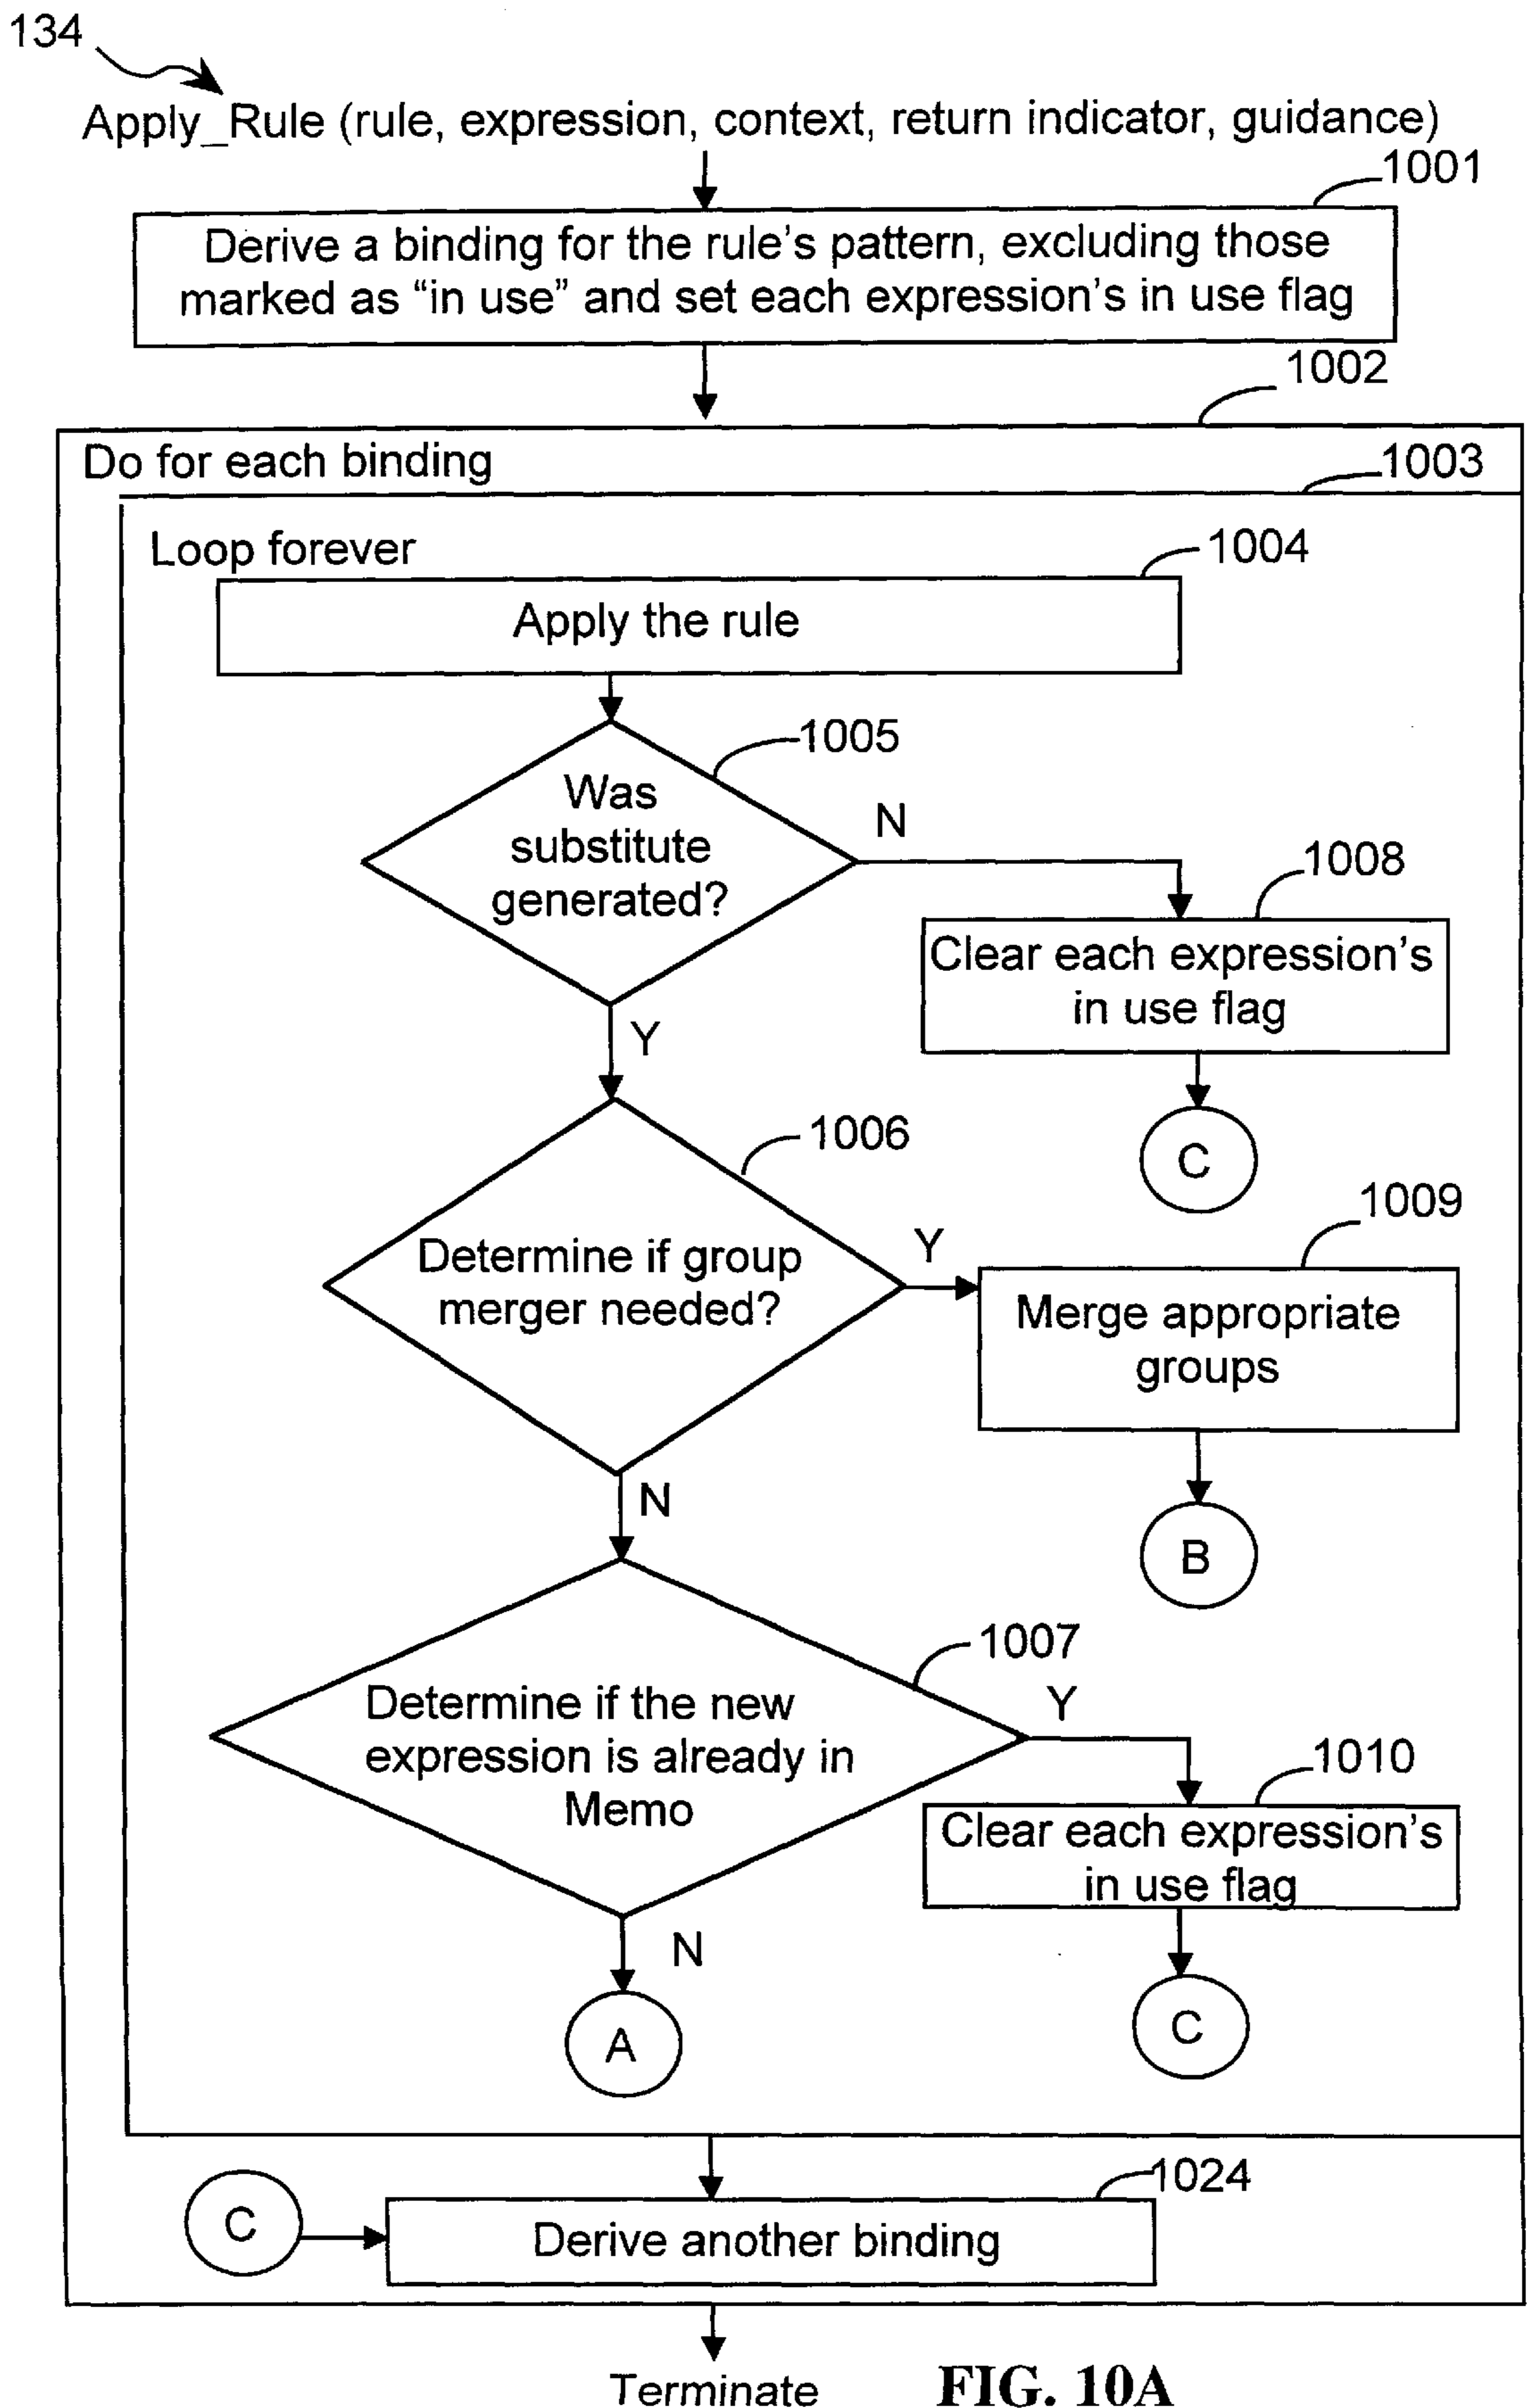 134
Apply_Rule (rule, expression, context, return indicator, guidance)
1001
Derive a binding for the rule's pattern, excluding those
marked as “in use” and set each expression's in use flag
1002
Do for each binding
1003
Loop forever
1004
Apply the rule
1005
Was
substitute
generated?
N
1008
Clear each expression's
in use flag
Y
C
1006
Determine if group
merger needed?
Y
1009
Merge appropriate
groups
N
B
1007
Determine if the new
expression is already in
Memo
Y
1010
Clear each expression's
in use flag
N
A
C
1024
C
Derive another binding
Terminate
FIG. 10A